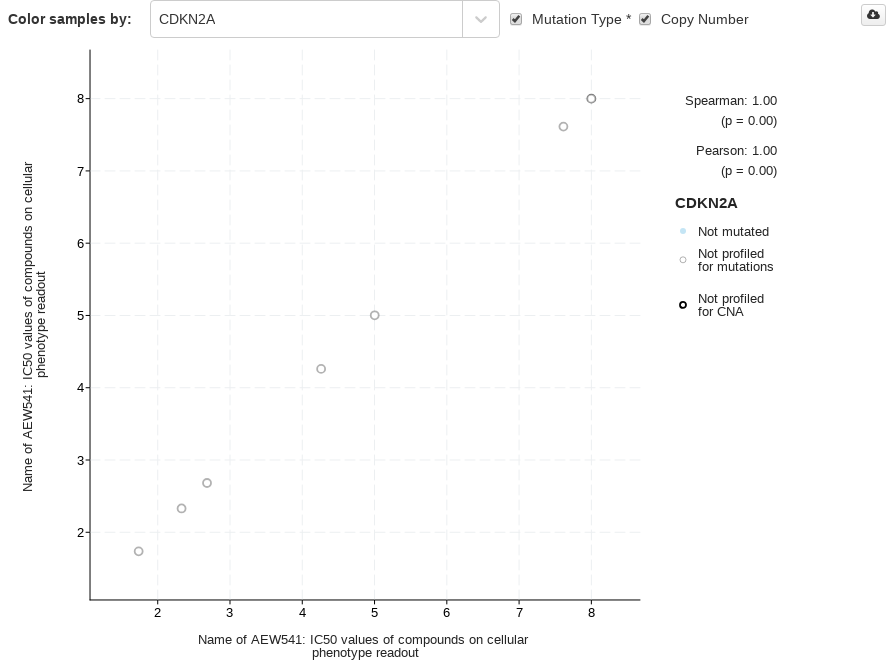 Color samples by:
CDKN2A
Mutation Type *
Copy Number
8
7
6
5
4
3
2
Name of AEW541: IC50 values of compounds on cellular
phenotype readout
2
3
4
5
6
7
8
Name of AEW541: IC50 values of compounds on cellular
phenotype readout
Spearman: 1.00
(p = 0.00)
Pearson: 1.00
(p = 0.00)
CDKN2A
Not mutated
Not profiled
for mutations
Not profiled
for CNA